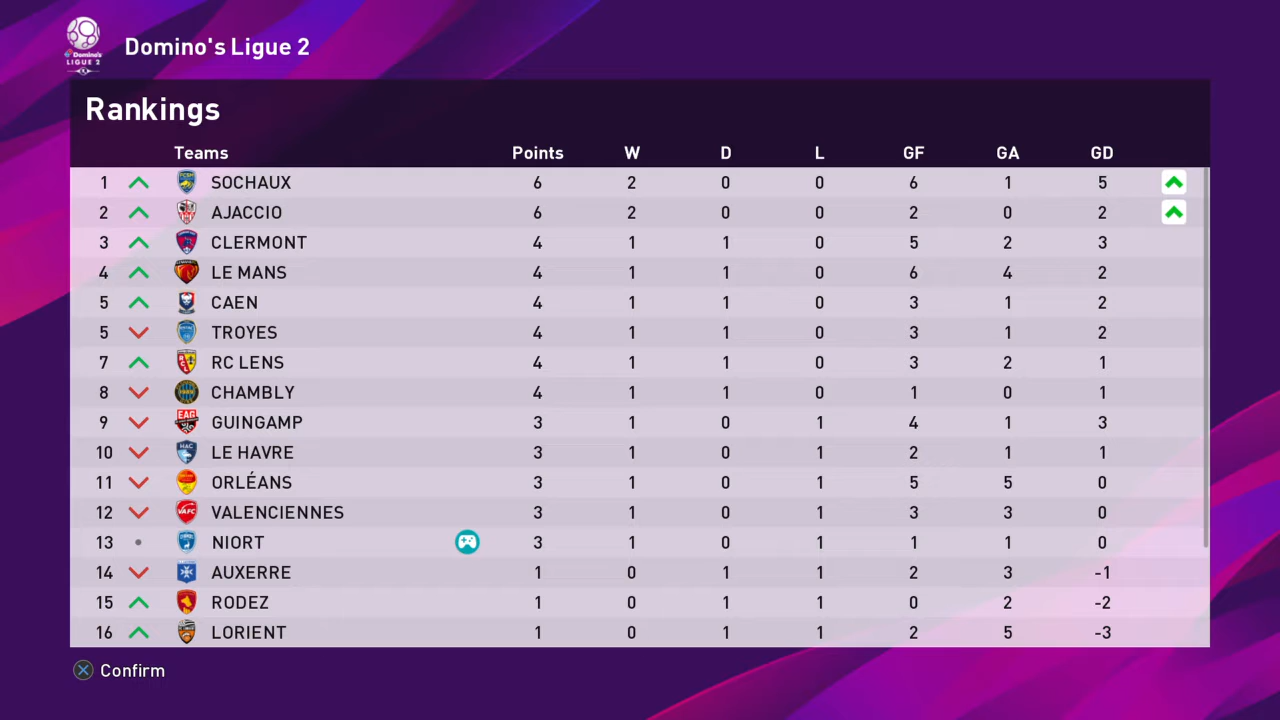 Domino's Ligue 2
Domino's
LIGUE 2
Rankings
Teams Points W D L GF GA GD
1 SOCHAUX 6 2 0 0 6 1 5
2 AJACCIO 6 2 0 0 2 0 2
3 CLERMONT 4 1 1 0 5 2 3
4 LE MANS 4 1 1 0 6 4 2
5 CAEN 4 1 1 0 3 1 2
5 TROYES 4 1 1 0 3 1 2
7 RC LENS 4 1 1 0 3 2 1
8 CHAMBLY 4 1 1 0 1 0 1
9 EAG GUINGAMP 3 1 0 1 4 1 3
10 HAC LE HAVRE 3 1 0 1 2 1 1
11 ORLÉANS 3 1 0 1 5 5 0
12 VAFC VALENCIENNES 3 1 0 1 3 3 0
13 NIORT 3 1 0 1 1 1 0
14 AUXERRE 1 0 1 1 2 3 -1
15 RODEZ 1 0 1 1 0 2 -2
16 LORIENT 1 0 1 1 2 5 -3
Confirm